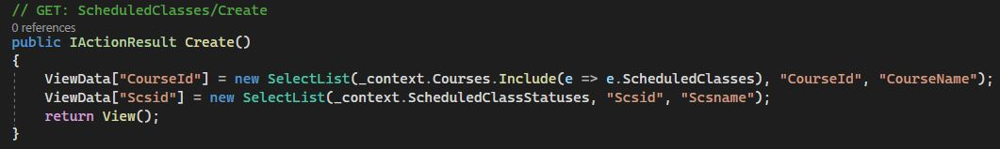 // GET: ScheduledClasses/Create
0 references
public IActionResult Create()
{
    ViewData["CourseId"] = new SelectList(_context.Courses.Include(e => e.ScheduledClasses), "CourseId", "CourseName");
    ViewData["Scsid"] = new SelectList(_context.ScheduledClassStatuses, "Scsid", "Scsname");
    return View();
}